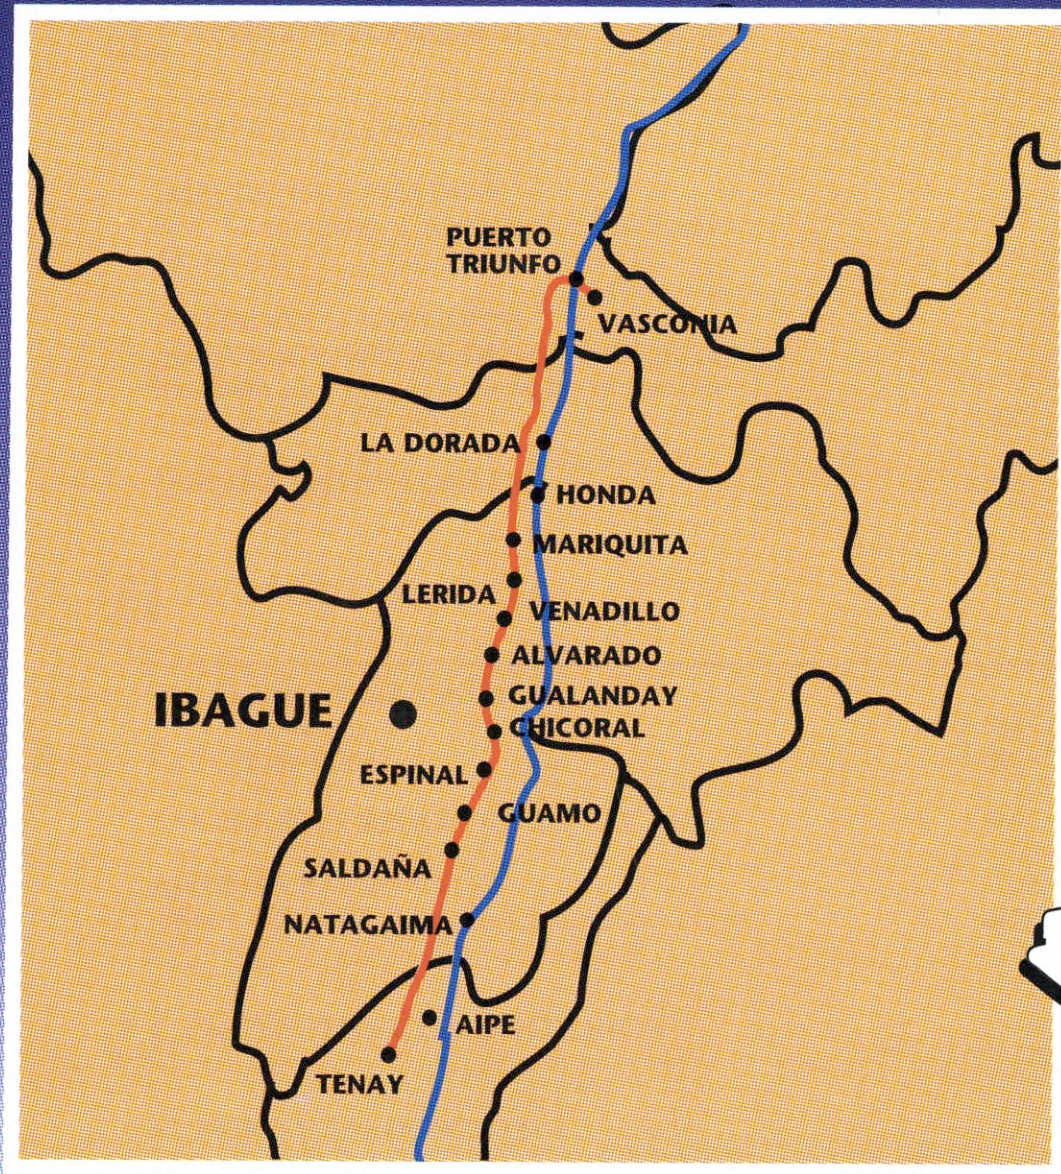 PUERTO
TRIUNFO
VASCONIA
LA DORADA
HONDA
MARIQUITA
LERIDA
VENADILLO
ALVARADO
IBAGUE
GUALANDAY
CHICORAL
ESPINAL
GUAMO
SALDAÑA
NATAGAIMA
AIPE
TENAY